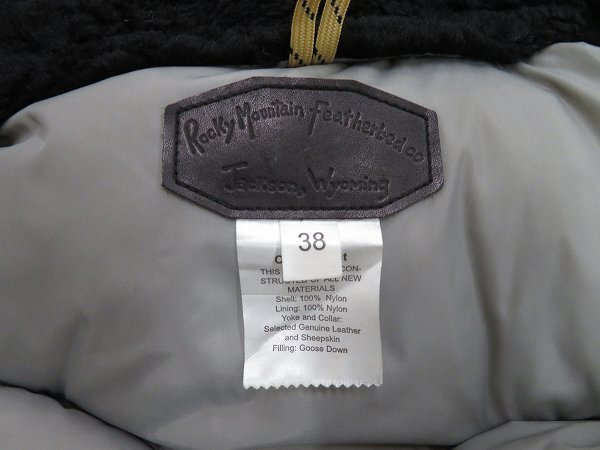 Rocky Mountain Featherbed Co
Jackson, Wyoming
38
THIS
STRUCTED OF ALL NEW
MATERIALS
Shell: 100% Nylon
Lining: 100% Nylon
Yoke and Collar:
Selected Genuine Leather
and Sheepskin
Filling: Goose Down